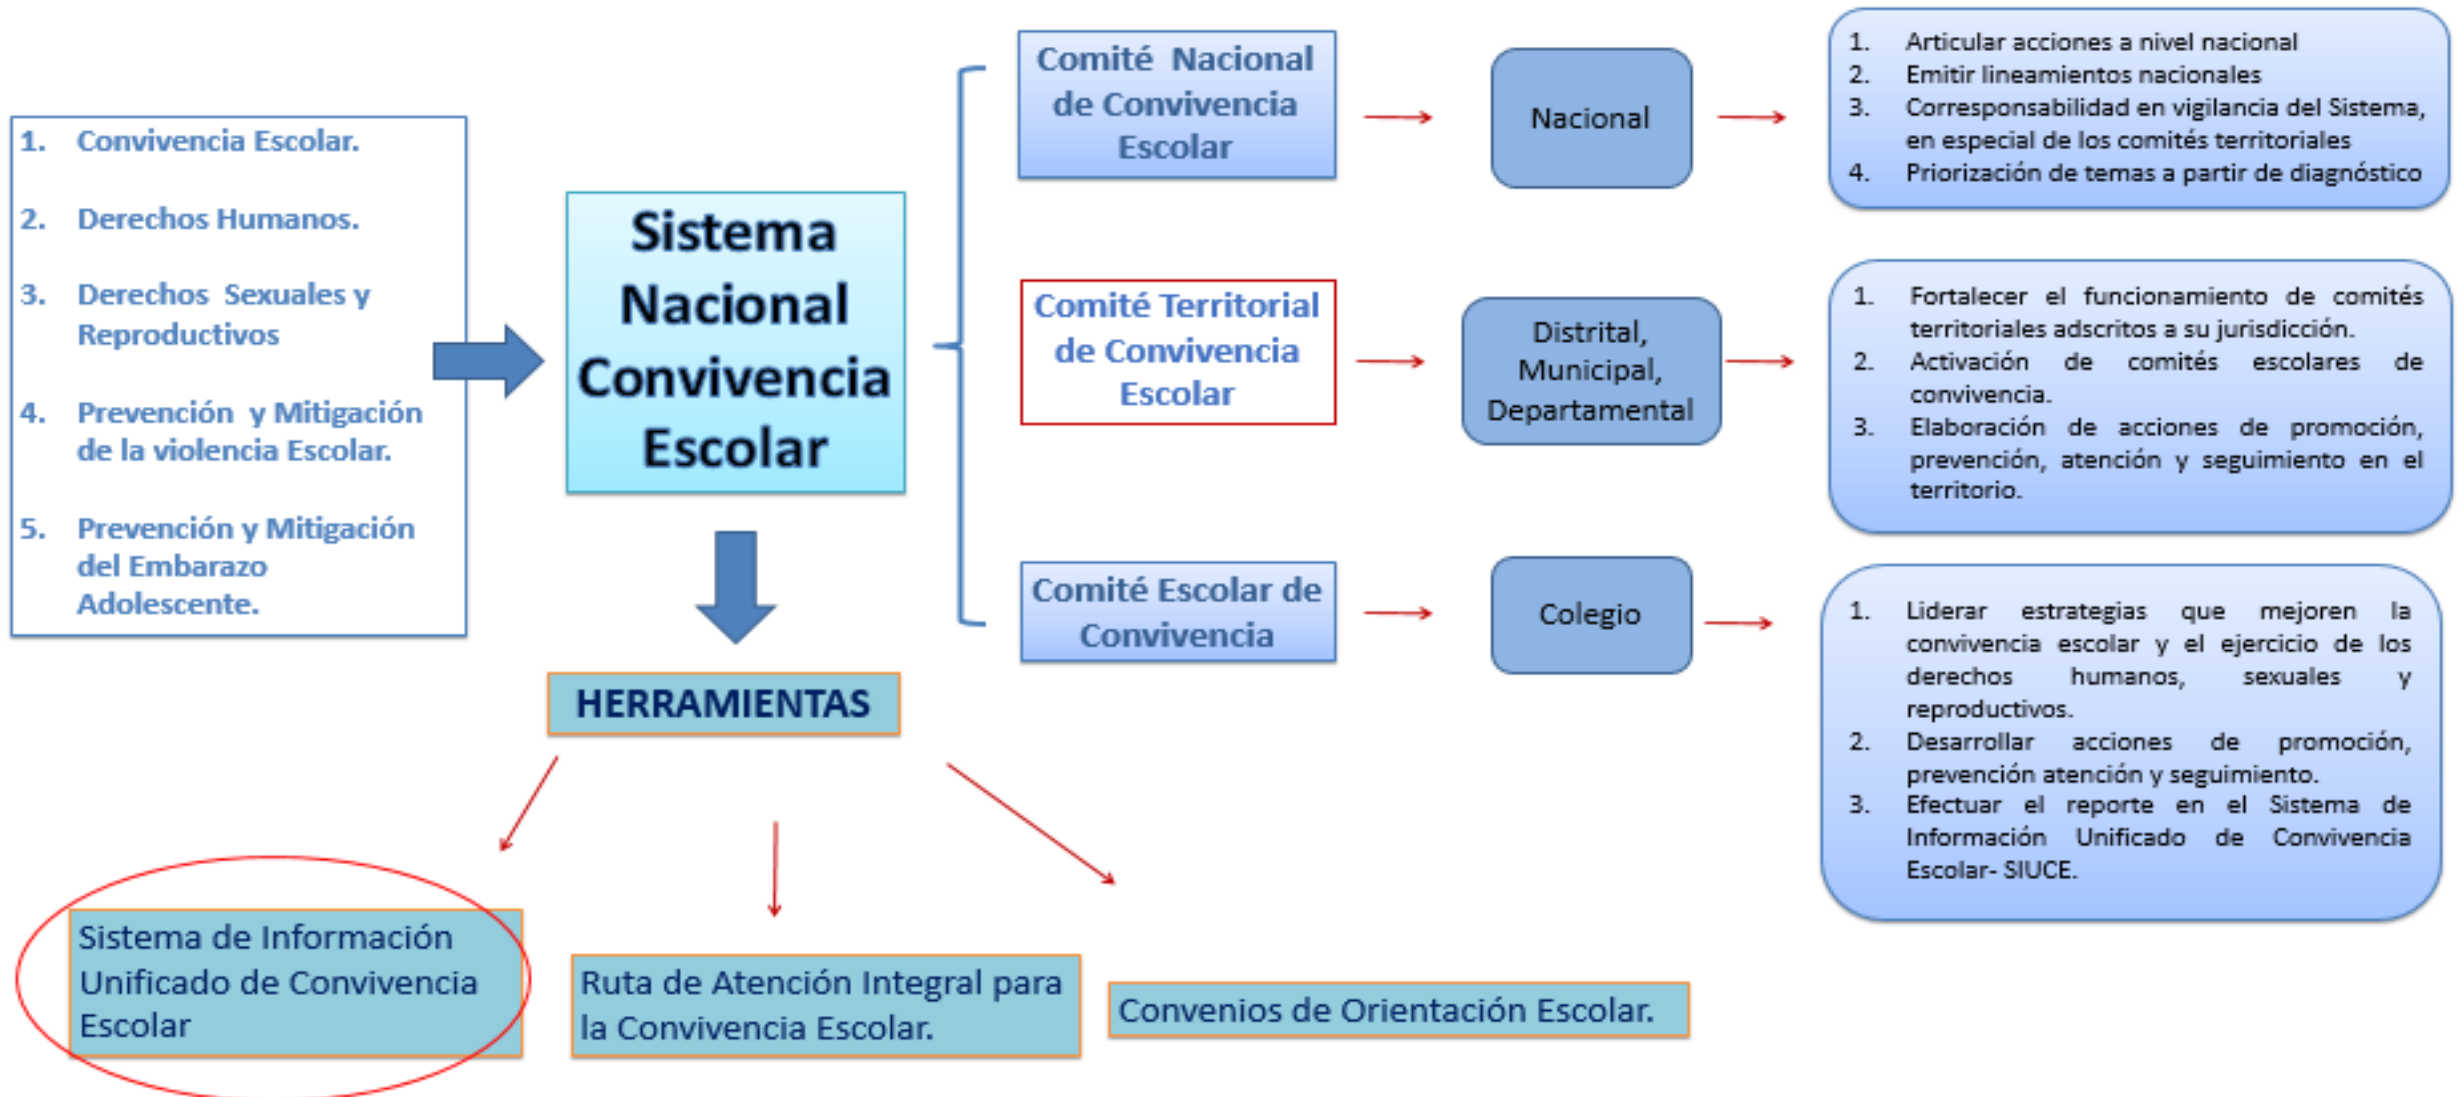 1. Convivencia Escolar.
2. Derechos Humanos.
3. Derechos Sexuales y
Reproductivos
4. Prevención y Mitigación
de la violencia Escolar.
5. Prevención y Mitigación
del Embarazo
Adolescente.
Sistema
Nacional
Convivencia
Escolar
Comité Nacional
de Convivencia
Escolar
Nacional
1. Articular acciones a nivel nacional
2. Emitir lineamientos nacionales
3. Corresponsabilidad en vigilancia del Sistema,
en especial de los comités territoriales
4. Priorización de temas a partir de diagnóstico
Comité Territorial
de Convivencia
Escolar
Distrital,
Municipal,
Departamental
1. Fortalecer el funcionamiento de comités
territoriales adscritos a su jurisdicción.
2. Activación de comités escolares de
convivencia.
3. Elaboración de acciones de promoción,
prevención, atención y seguimiento en el
territorio.
Comité Escolar de
Convivencia
Colegio
1. Liderar estrategias que mejoren la
convivencia escolar y el ejercicio de los
derechos humanos, sexuales y
reproductivos.
2. Desarrollar acciones de promoción,
prevención atención y seguimiento.
3. Efectuar el reporte en el Sistema de
Información Unificado de Convivencia
Escolar- SIUCE.
HERRAMIENTAS
Sistema de Información
Unificado de Convivencia
Escolar
Ruta de Atención Integral para
la Convivencia Escolar.
Convenios de Orientación Escolar.